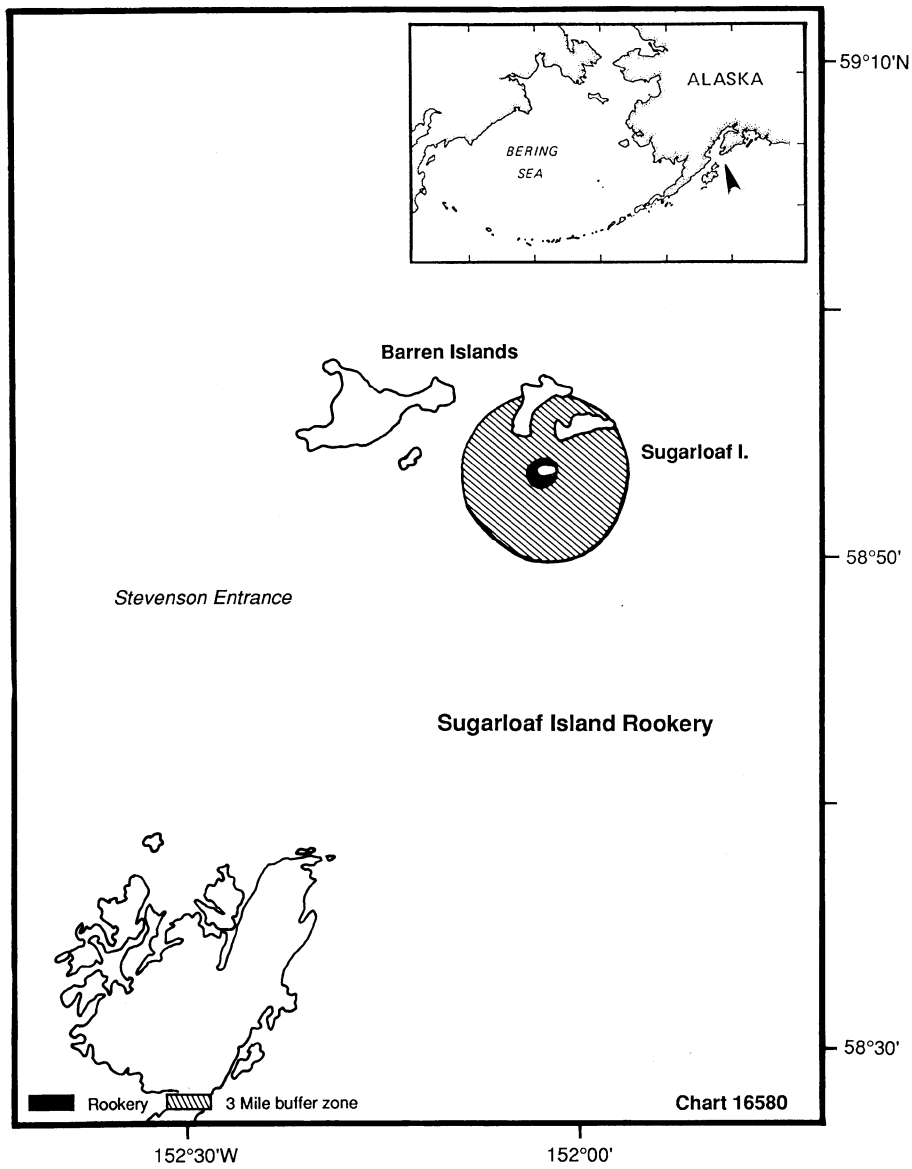 59°10'N
ALASKA
BERING
SEA
Barren Islands
Sugarloaf I.
58°50'
Stevenson Entrance
Sugarloaf Island Rookery
58°30'
Rookery
3 Mile buffer zone
Chart 16580
152°30'W
152°00'